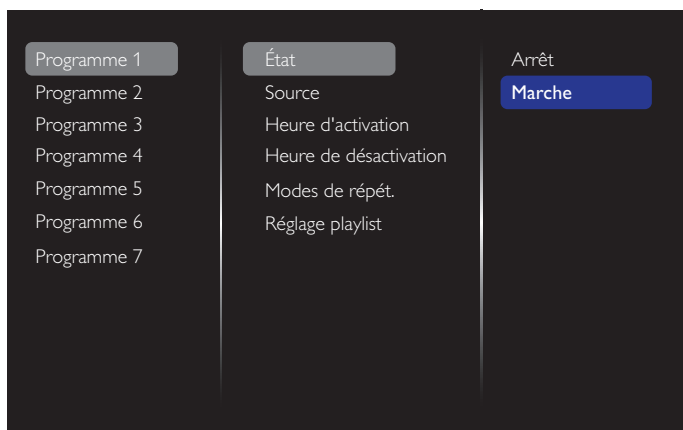 Programme 1
Programme 2
Programme 3
Programme 4
Programme 5
Programme 6
Programme 7
État
Source
Heure d'activation
Heure de désactivation
Modes de répét.
Réglage playlist
Arrêt
Marche